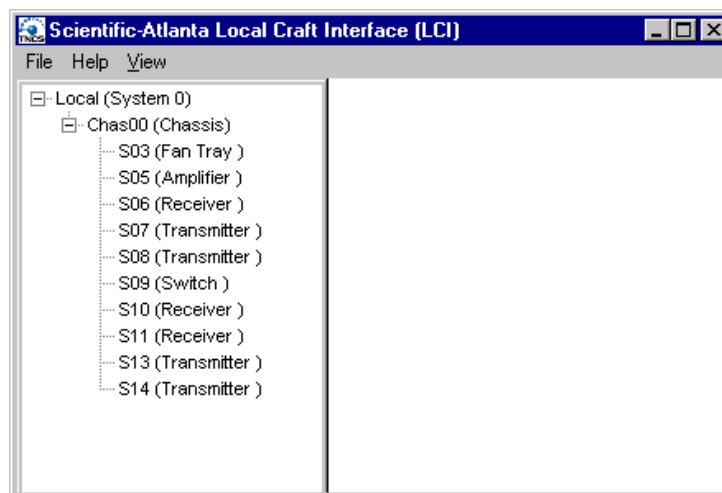 Scientific-Atlanta Local Craft Interface (LCI)
TNCS
File Help View
Local (System 0)
Chas00 (Chassis)
S03 (Fan Tray )
S05 (Amplifier )
S06 (Receiver )
S07 (Transmitter )
S08 (Transmitter )
S09 (Switch )
S10 (Receiver )
S11 (Receiver )
S13 (Transmitter )
S14 (Transmitter )